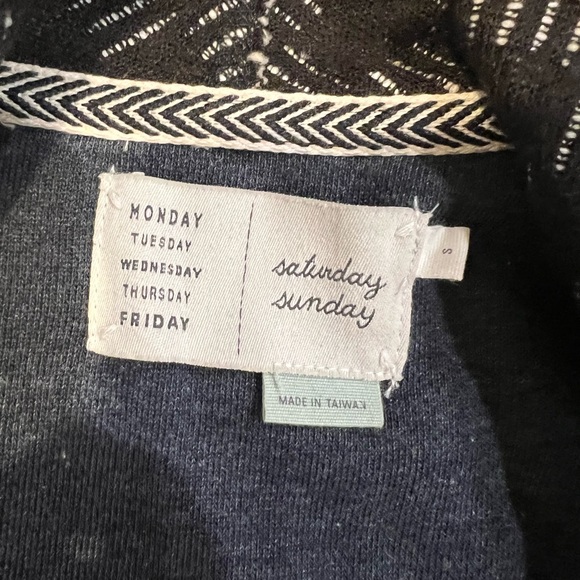 MONDAY
TUESDAY
WEDNESDAY
THURSDAY
FRIDAY
saturday
sunday
S
MADE IN TAIWAN